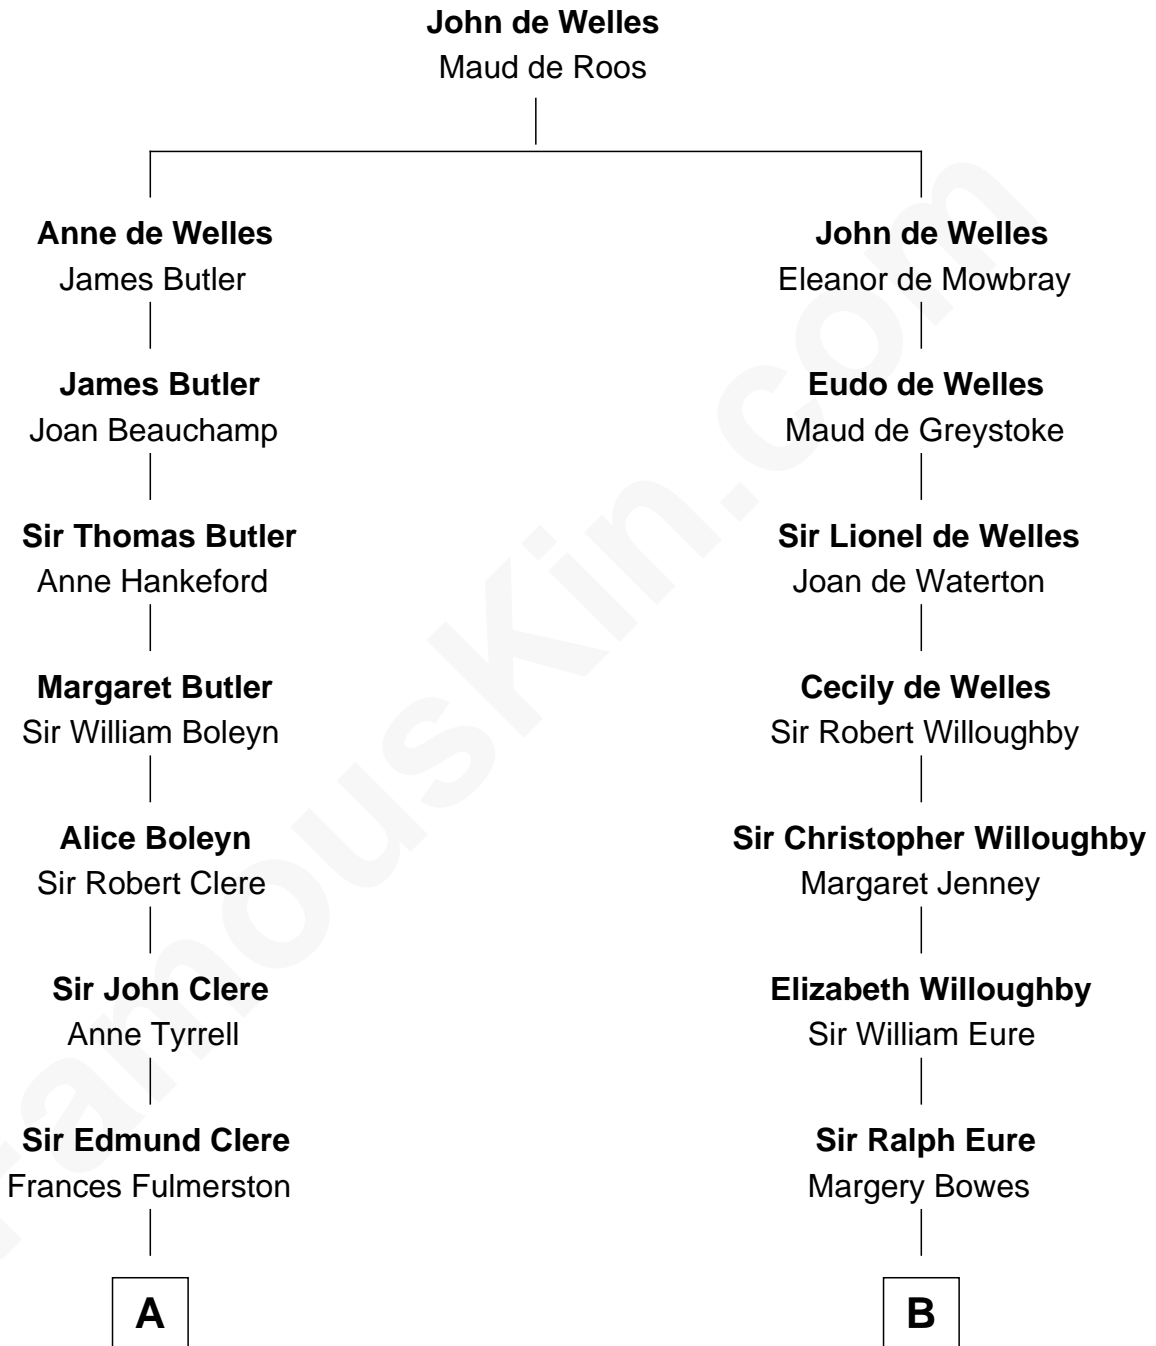 John de Welles
Maud de Roos
Anne de Welles
James Butler
James Butler
Joan Beauchamp
Sir Thomas Butler
Anne Hankeford
Margaret Butler
Sir William Boleyn
Alice Boleyn
Sir Robert Clere
Sir John Clere
Anne Tyrrell
Sir Edmund Clere
Frances Fulmerston
A
John de Welles
Eleanor de Mowbray
Eudo de Welles
Maud de Greystoke
Sir Lionel de Welles
Joan de Waterton
Cecily de Welles
Sir Robert Willoughby
Sir Christopher Willoughby
Margaret Jenney
Elizabeth Willoughby
Sir William Eure
Sir Ralph Eure
Margery Bowes
B
FamousKin.com